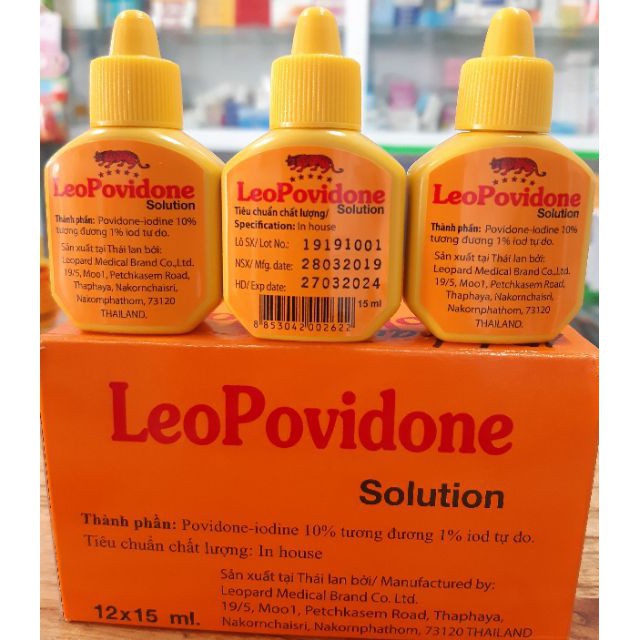 LeoPovidone
Solution
Thành phần: Povidone-iodine 10%
tương đương 1% iod tự do.
Sản xuất tại Thái lan bởi:
Leopard Medical Brand Co.,Ltd.
19/5, Moo1, Petchkasem Road,
Thaphaya, Nakornchaisri,
Nakornphathom, 73120
THAILAND.
LeoPovidone
Solution
Tiêu chuẩn chất lượng/
Specification: In house
Lô SX/ Lot No.: 19191001
NSX/ Mfg. date: 28032019
HD/ Exp date: 27032024
15 ml
8 853042 002622
LeoPovidone
Solution
Thành phần: Povidone-iodine 10%
tương đương 1% iod tự do.
Sản xuất tại Thái lan bởi:
Leopard Medical Brand Co.,Ltd.
19/5, Moo1, Petchkasem Road,
Thaphaya, Nakornchaisri,
Nakornphathom, 73120
THAILAND.
LeoPovidone
Solution
Thành phần: Povidone-iodine 10% tương đương 1% iod tự do.
Tiêu chuẩn chất lượng: In house
Sản xuất tại Thái lan bởi/ Manufactured by:
Leopard Medical Brand Co. Ltd.
19/5, Moo1, Petchkasem Road, Thaphaya,
Nakornchaisri, Nakornphathom, 73120 THAILAND
12x15 ml.